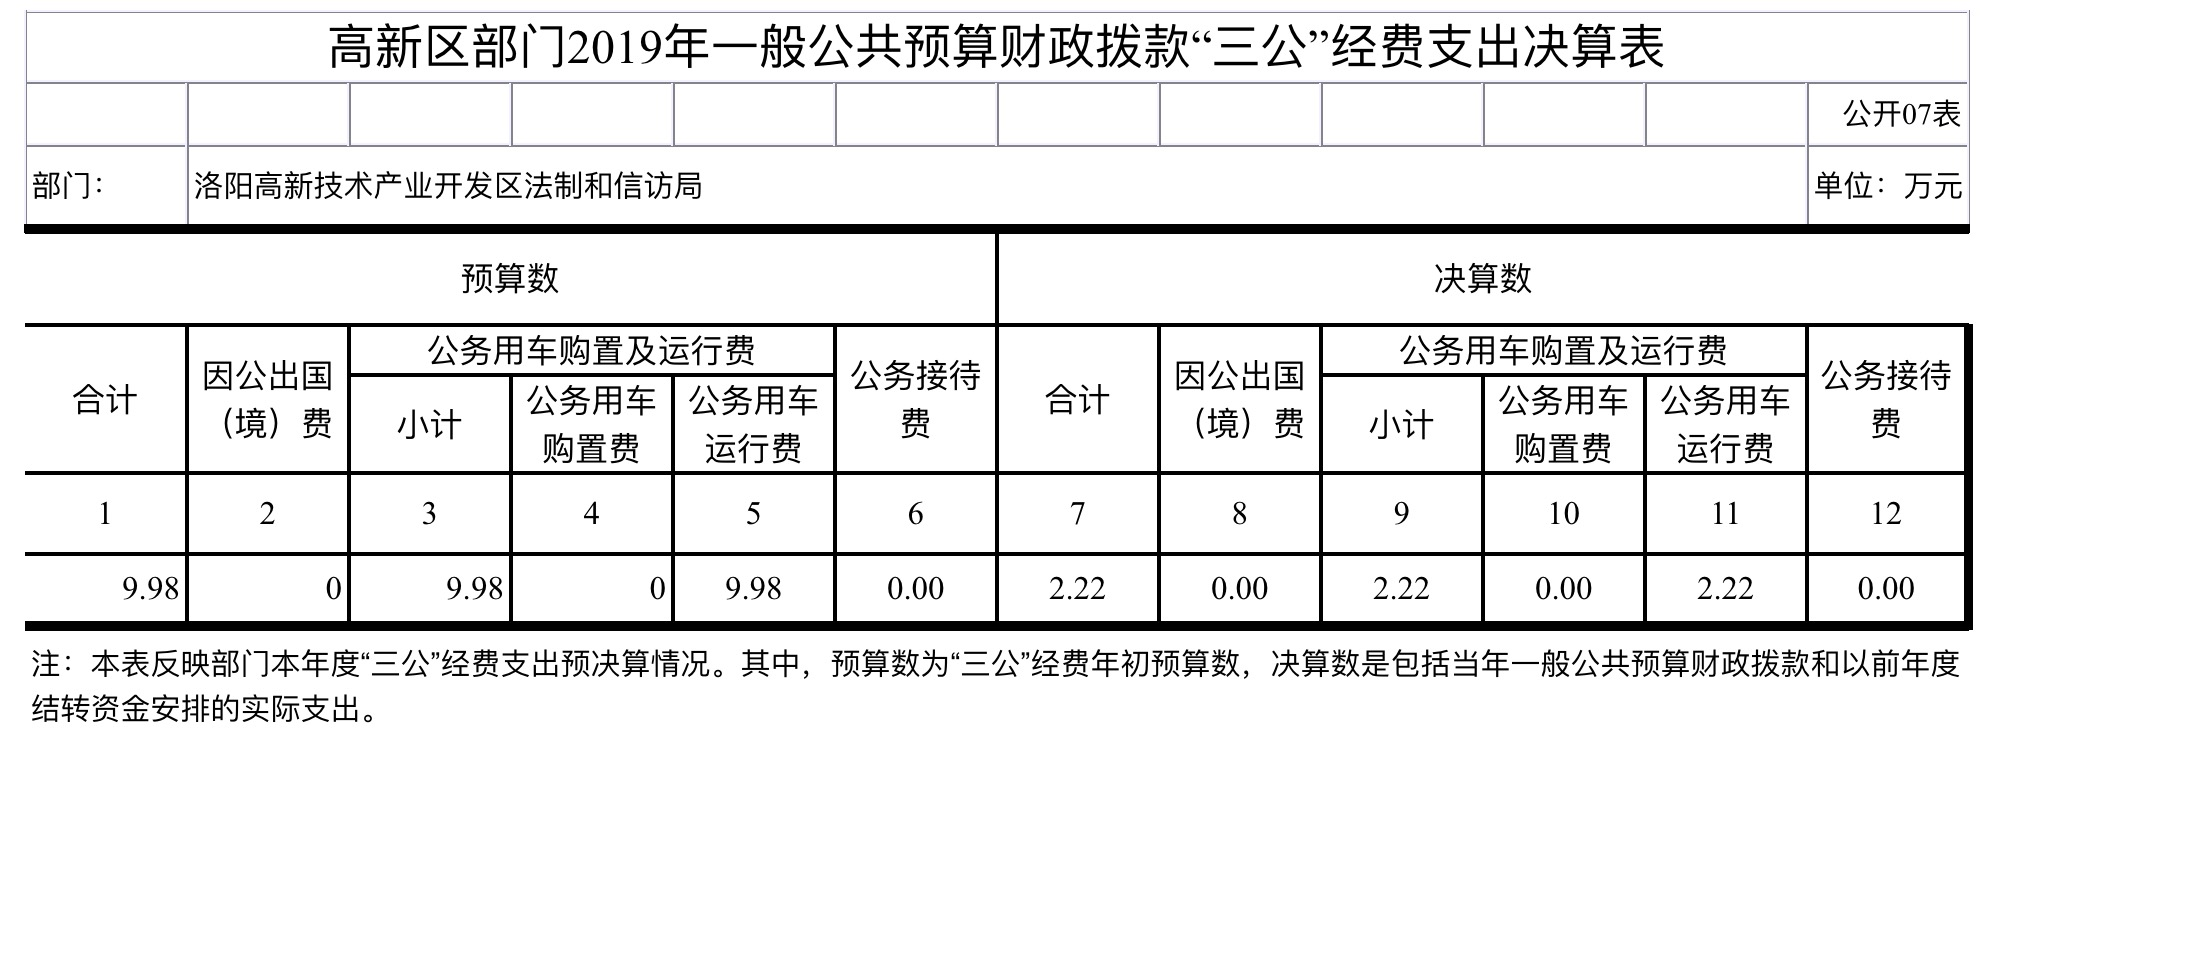 高新区部门2019年一般公共预算财政拨款“三公”经费支出决算表
公开07表
部门： 洛阳高新技术产业开发区法制和信访局 单位：万元
预算数 决算数
合计 因公出国（境）费 公务用车购置及运行费 公务接待费 合计 因公出国（境）费 公务用车购置及运行费 公务接待费
小计 公务用车购置费 公务用车运行费 小计 公务用车购置费 公务用车运行费
1 2 3 4 5 6 7 8 9 10 11 12
9.98 0 9.98 0 9.98 0.00 2.22 0.00 2.22 0.00 2.22 0.00
注：本表反映部门本年度“三公”经费支出预决算情况。其中，预算数为“三公”经费年初预算数，决算数是包括当年一般公共预算财政拨款和以前年度
结转资金安排的实际支出。